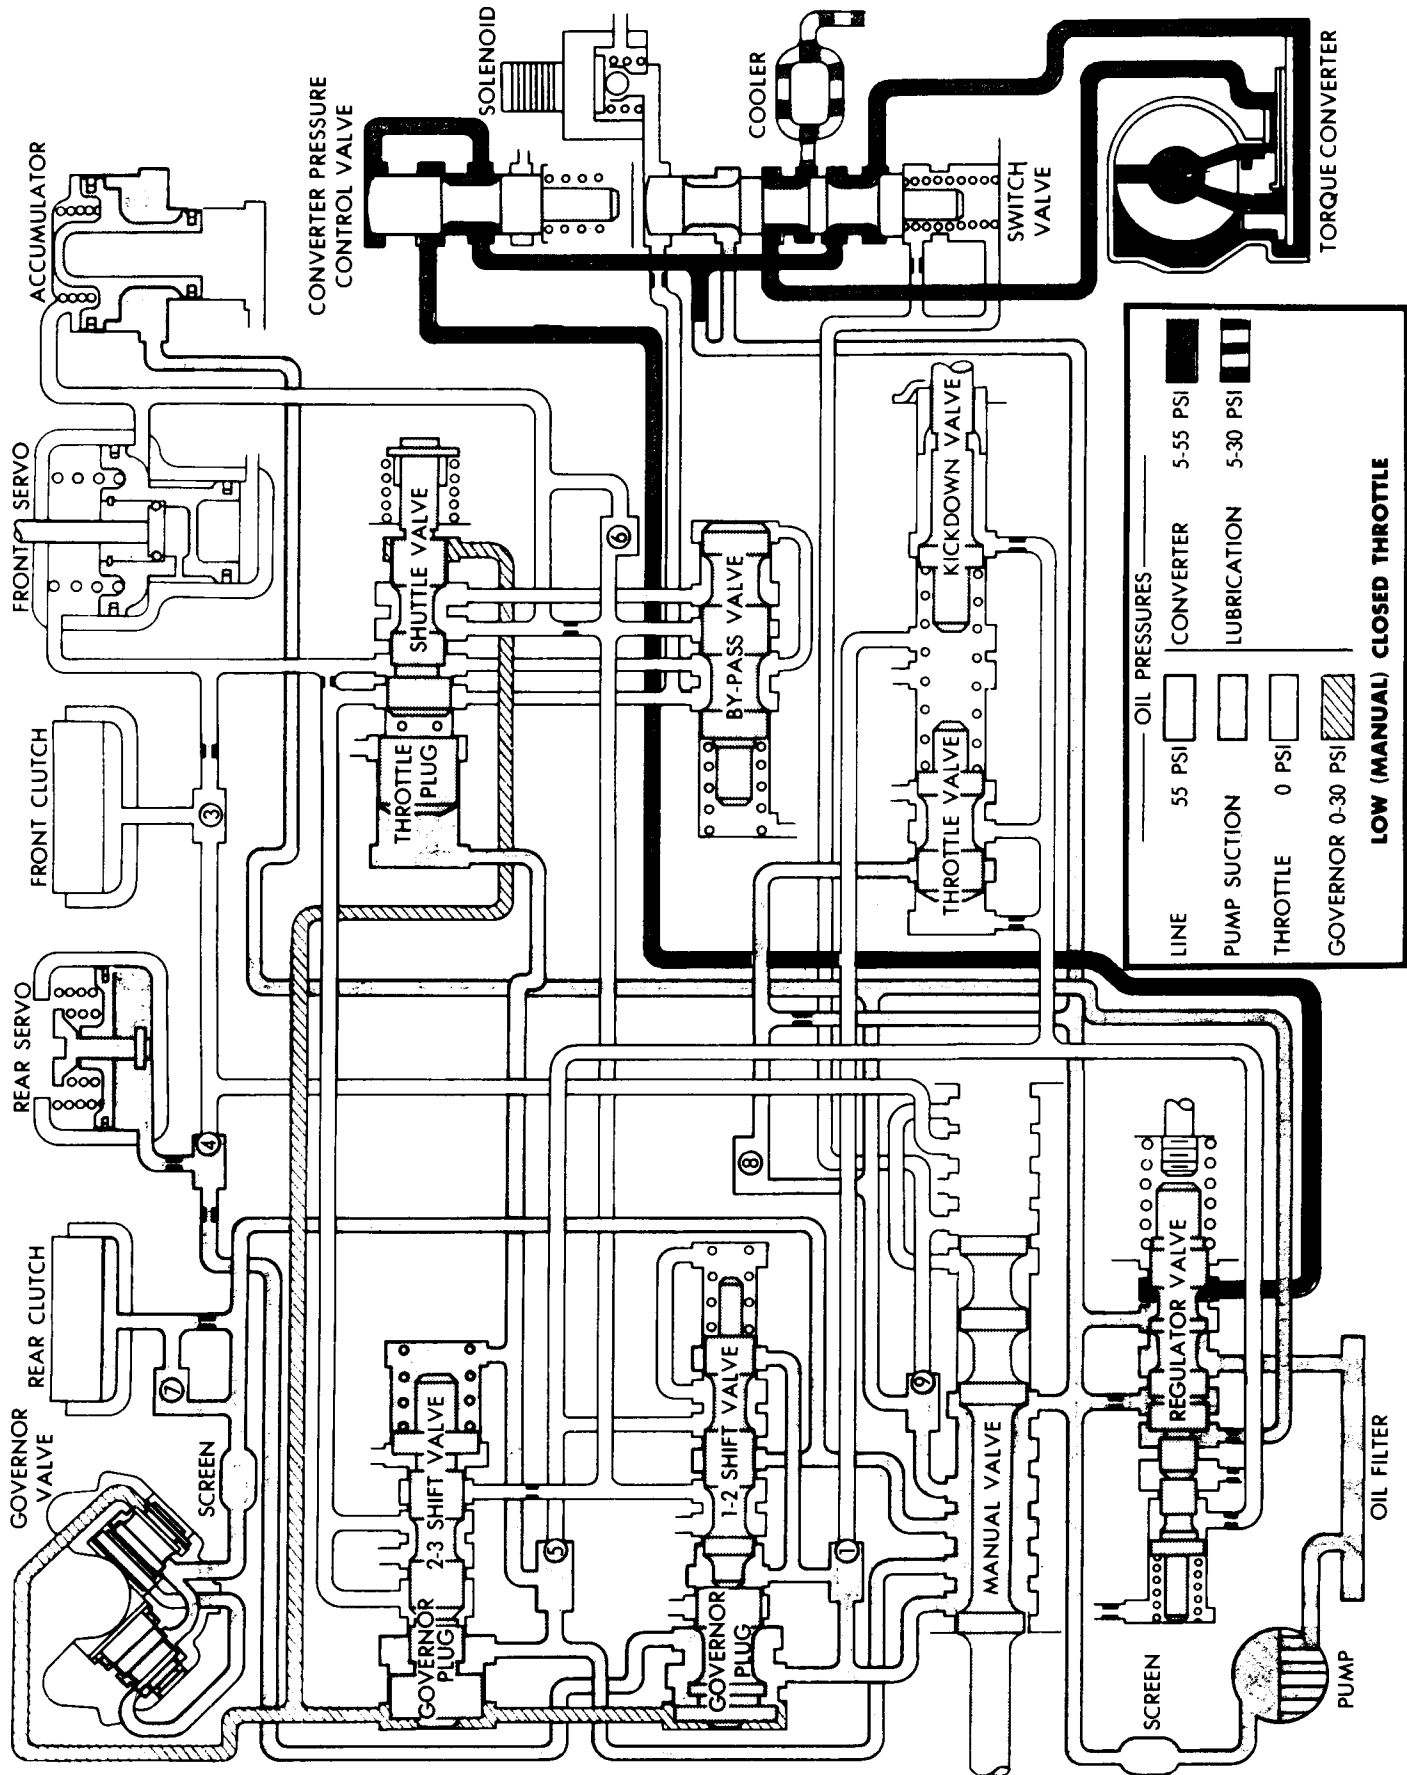 GOVERNOR
VALVE
REAR CLUTCH
REAR SERVO
FRONT CLUTCH
FRONT SERVO
ACCUMULATOR
SCREEN
⑦
④
③
CONVERTER PRESSURE
CONTROL VALVE
SOLENOID
GOVERNOR
PLUG
2-3 SHIFT VALVE
THROTTLE
PLUG
SHUTTLE VALVE
⑤
⑥
GOVERNOR
PLUG
1-2 SHIFT VALVE
⑧
BY-PASS VALVE
COOLER
①
⑨
THROTTLE VALVE
KICKDOWN VALVE
MANUAL VALVE
SWITCH
VALVE
SCREEN
REGULATOR VALVE
PUMP
OIL FILTER
TORQUE CONVERTER
OIL PRESSURES
LINE 55 PSI
CONVERTER 5-55 PSI
PUMP SUCTION
LUBRICATION 5-30 PSI
THROTTLE 0 PSI
GOVERNOR 0-30 PSI
LOW (MANUAL) CLOSED THROTTLE